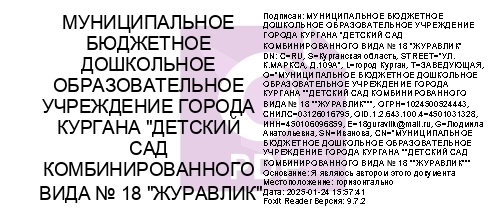 МУНИЦИПАЛЬНОЕ
БЮДЖЕТНОЕ
ДОШКОЛЬНОЕ
ОБРАЗОВАТЕЛЬНОЕ
УЧРЕЖДЕНИЕ ГОРОДА
КУРГАНА "ДЕТСКИЙ
САД
КОМБИНИРОВАННОГО
ВИДА № 18 "ЖУРАВЛИК"
Подписан: МУНИЦИПАЛЬНОЕ БЮДЖЕТНОЕ
ДОШКОЛЬНОЕ ОБРАЗОВАТЕЛЬНОЕ УЧРЕЖДЕНИЕ
ГОРОДА КУРГАНА "ДЕТСКИЙ САД
КОМБИНИРОВАННОГО ВИДА № 18 "ЖУРАВЛИК"
DN: C=RU, S=Курганская область, STREET="УЛ.
К.МАРКСА, Д.109А", L=город Курган, T=ЗАВЕДУЮЩАЯ,
O="МУНИЦИПАЛЬНОЕ БЮДЖЕТНОЕ ДОШКОЛЬНОЕ
ОБРАЗОВАТЕЛЬНОЕ УЧРЕЖДЕНИЕ ГОРОДА
КУРГАНА ""ДЕТСКИЙ САД КОМБИНИРОВАННОГО
ВИДА № 18 ""ЖУРАВЛИК""", ОГРН=1024500524443,
СНИЛС=03126016795, OID.1.2.643.100.4=4501031328,
ИНН=450106096859, E=18guravlik@mail.ru, G=Людмила
Анатольевна, SN=Иванова, CN="МУНИЦИПАЛЬНОЕ
БЮДЖЕТНОЕ ДОШКОЛЬНОЕ ОБРАЗОВАТЕЛЬНОЕ
УЧРЕЖДЕНИЕ ГОРОДА КУРГАНА ""ДЕТСКИЙ САД
КОМБИНИРОВАННОГО ВИДА № 18 ""ЖУРАВЛИК"""
Основание: Я являюсь автором этого документа
Местоположение: горизонтально
Дата: 2025-01-24 15:57:41
Foxit Reader Версия: 9.7.2